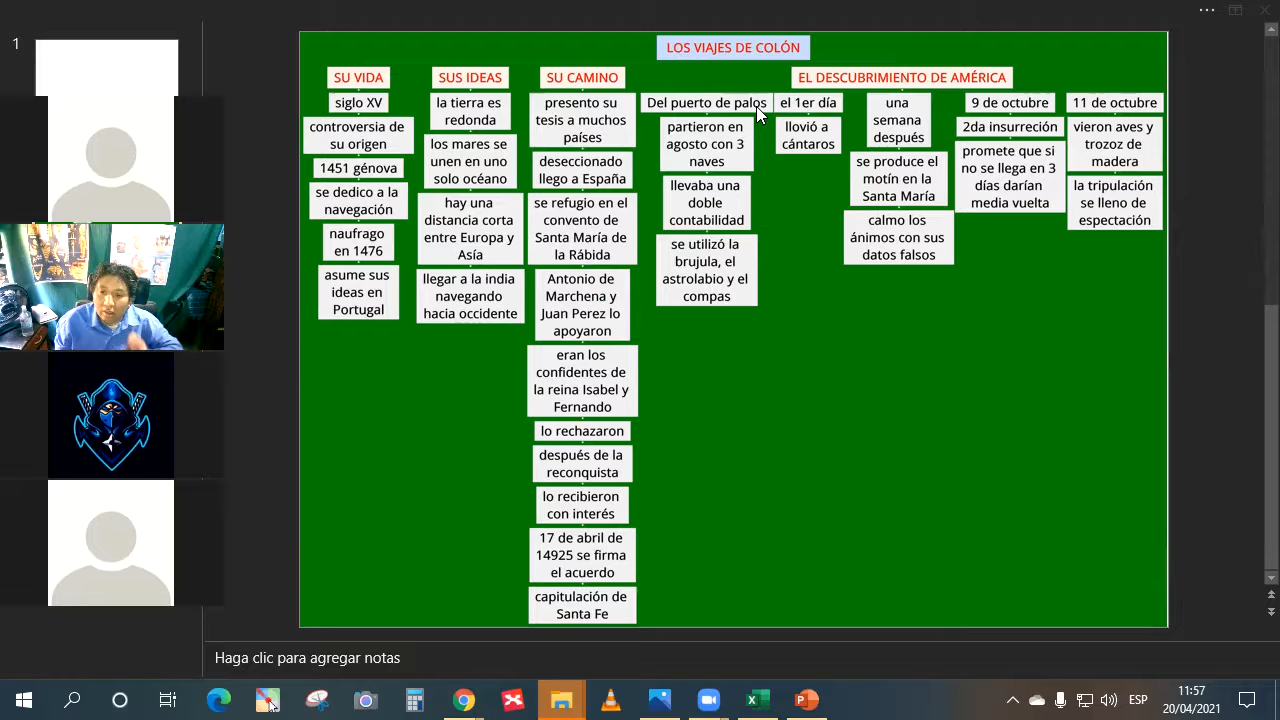 1
LOS VIAJES DE COLÓN
SU VIDA
siglo XV
controversia de
su origen
1451 génova
se dedico a la
navegación
naufrago
en 1476
asume sus
ideas en
Portugal
SUS IDEAS
la tierra es
redonda
los mares se
unen en uno
solo océano
hay una
distancia corta
entre Europa y
Asía
llegar a la india
navegando
hacia occidente
SU CAMINO
presento su
tesis a muchos
países
deseccionado
llego a España
se refugio en el
convento de
Santa María de
la Rábida
Antonio de
Marchena y
Juan Perez lo
apoyaron
eran los
confidentes de
la reina Isabel y
Fernando
lo rechazaron
después de la
reconquista
lo recibieron
con interés
17 de abril de
14925 se firma
el acuerdo
capitulación de
Santa Fe
EL DESCUBRIMIENTO DE AMÉRICA
Del puerto de palos
partieron en
agosto con 3
naves
llevaba una
doble
contabilidad
se utilizó la
brujula, el
astrolabio y el
compas
el 1er día
llovió a
cántaros
una
semana
después
se produce el
motín en la
Santa María
calmo los
ánimos con sus
datos falsos
9 de octubre
2da insurreción
promete que si
no se llega en 3
días darían
media vuelta
11 de octubre
vieron aves y
trozoz de
madera
la tripulación
se lleno de
espectación
Haga clic para agregar notas
ESP
11:57
20/04/2021